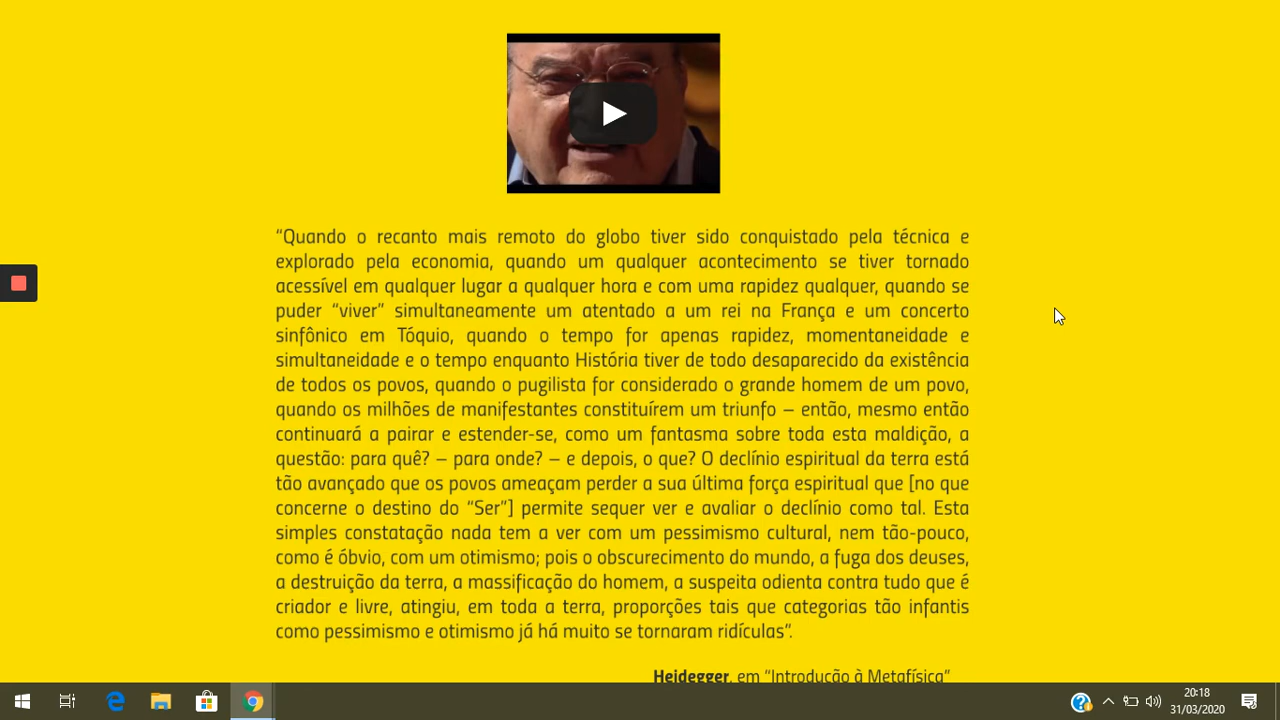 “Quando o recanto mais remoto do globo tiver sido conquistado pela técnica e
explorado pela economia, quando um qualquer acontecimento se tiver tornado
acessível em qualquer lugar a qualquer hora e com uma rapidez qualquer, quando se
puder “viver” simultaneamente um atentado a um rei na França e um concerto
sinfônico em Tóquio, quando o tempo for apenas rapidez, momentaneidade e
simultaneidade e o tempo enquanto História tiver de todo desaparecido da existência
de todos os povos, quando o pugilista for considerado o grande homem de um povo,
quando os milhões de manifestantes constituírem um triunfo – então, mesmo então
continuará a pairar e estender-se, como um fantasma sobre toda esta maldição, a
questão: para quê? – para onde? – e depois, o que? O declínio espiritual da terra está
tão avançado que os povos ameaçam perder a sua última força espiritual que [no que
concerne o destino do “Ser”] permite sequer ver e avaliar o declínio como tal. Esta
simples constatação nada tem a ver com um pessimismo cultural, nem tão-pouco,
como é óbvio, com um otimismo; pois o obscurecimento do mundo, a fuga dos deuses,
a destruição da terra, a massificação do homem, a suspeita odienta contra tudo que é
criador e livre, atingiu, em toda a terra, proporções tais que categorias tão infantis
como pessimismo e otimismo já há muito se tornaram ridículas”.
Heidegger, em “Introdução à Metafísica”
20:18
31/03/2020